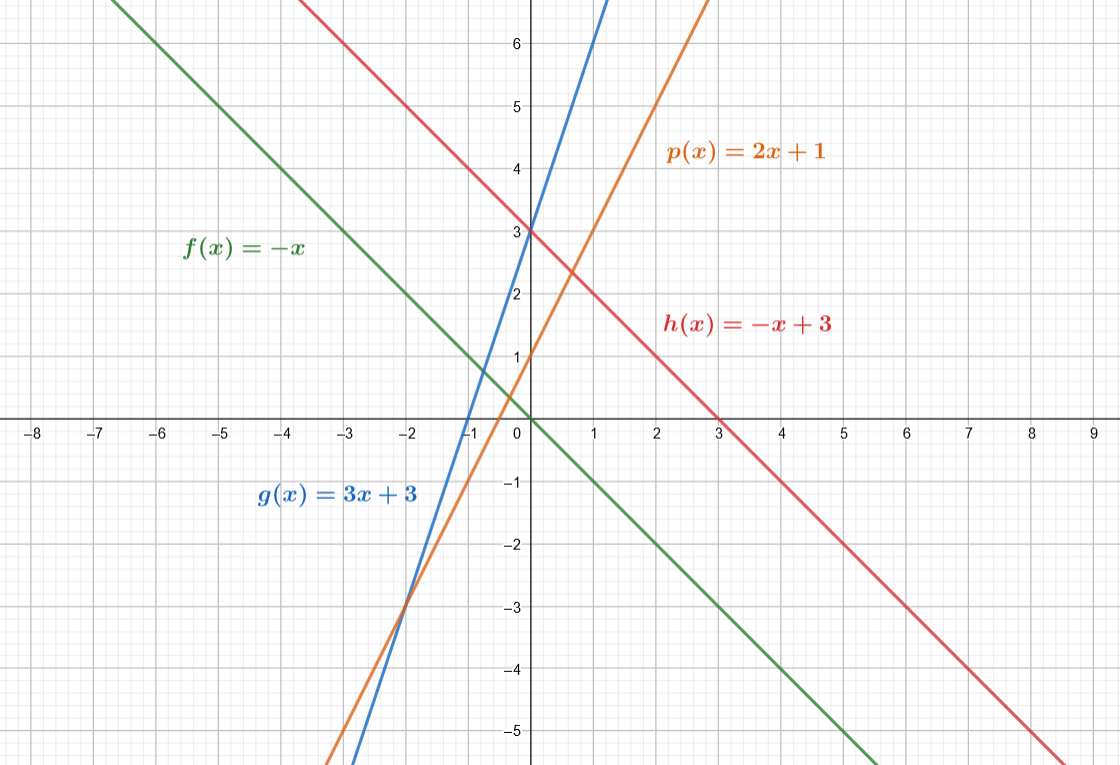 6
5
p(x) = 2x + 1
4
3
f(x) = −x
2
h(x) = −x + 3
1
−8 −7 −6 −5 −4 −3 −2 −1 0 1 2 3 4 5 6 7 8 9
g(x) = 3x + 3
−1
−2
−3
−4
−5